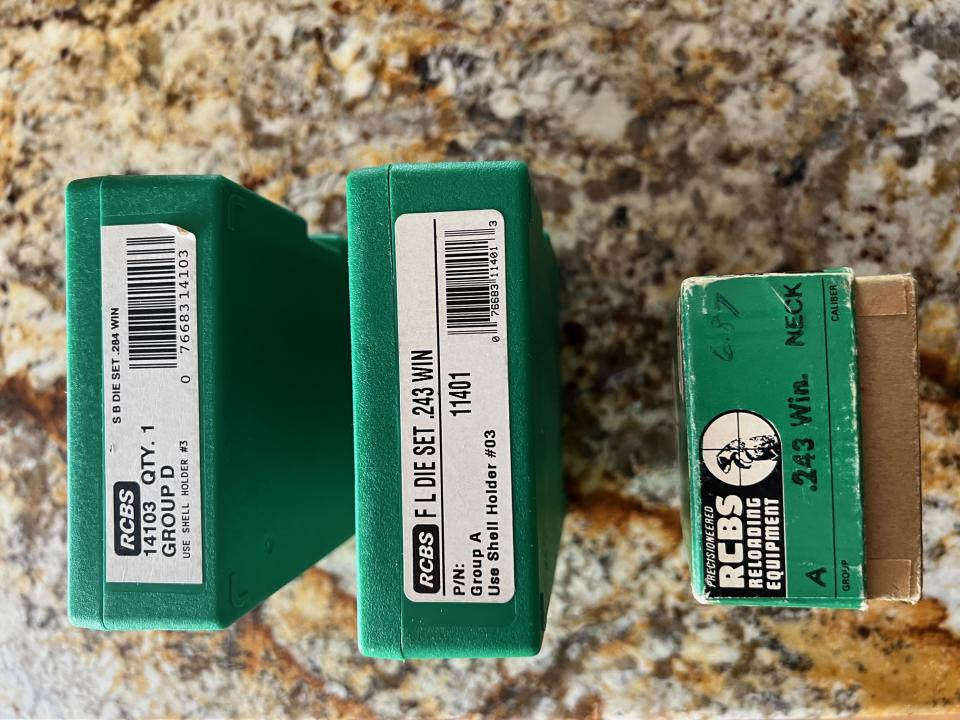 S B DIE SET .284 WIN
RCBS
14103 QTY. 1
GROUP D
USE SHELL HOLDER #3
0 76683 14103
RCBS F L DIE SET .243 WIN
P/N: 11401
Group A
Use Shell Holder #03
0 76683 11401 3
PRECISIONEERED
RCBS
RELOADING
EQUIPMENT
6.87
.243 Win. NECK
A
GROUP CALIBER